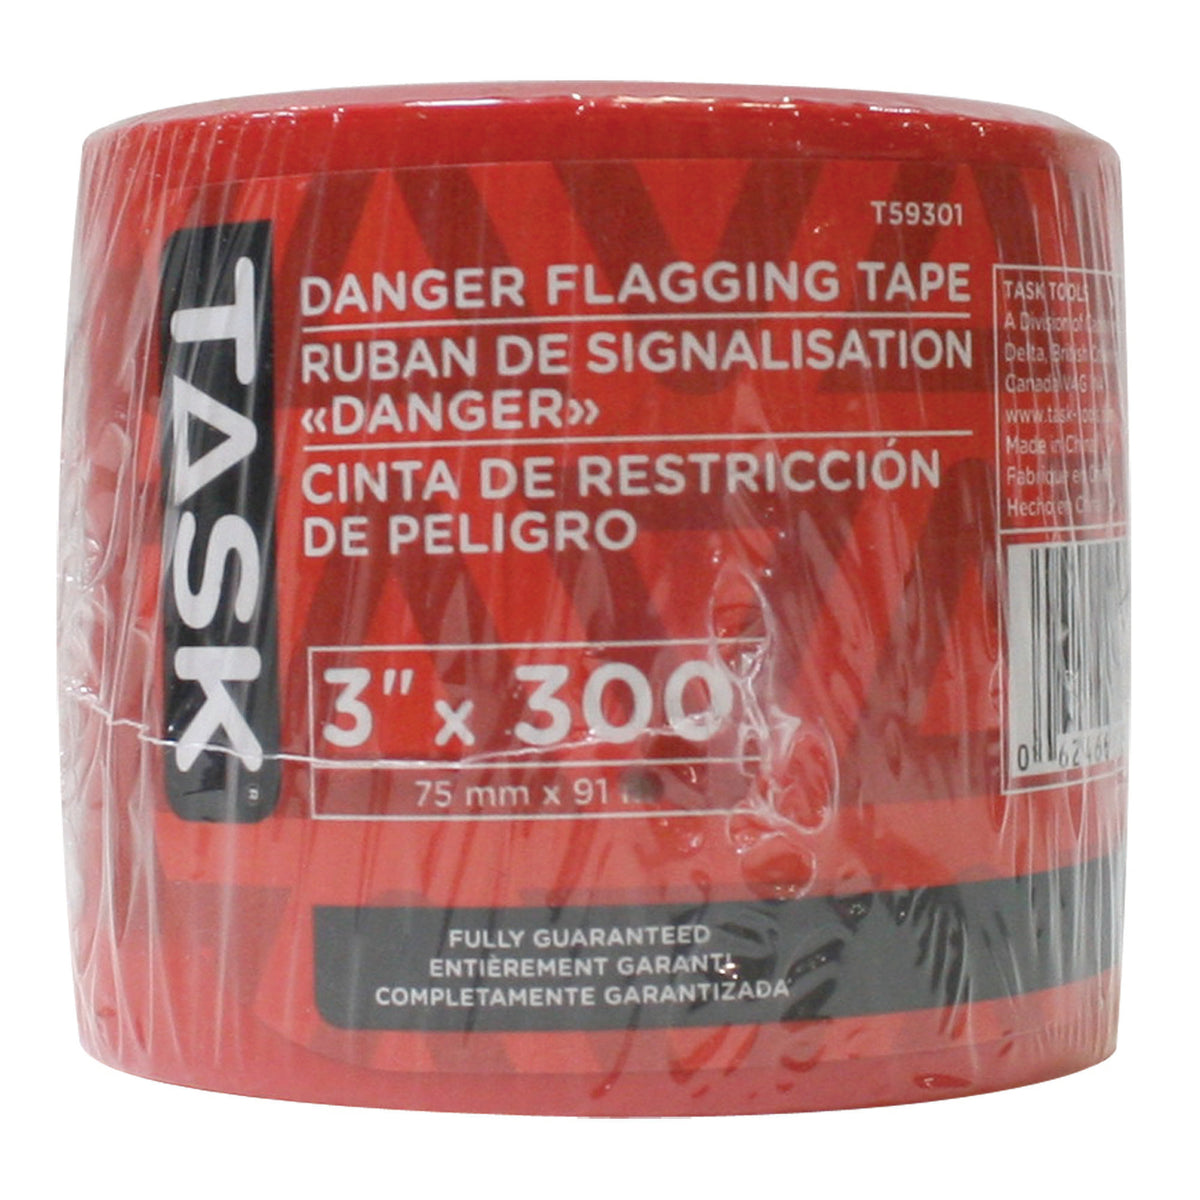 TASK
T59301
DANGER FLAGGING TAPE
RUBAN DE SIGNALISATION
«DANGER»
CINTA DE RESTRICCIÓN
DE PELIGRO
3" x 300
75 mm x 91
FULLY GUARANTEED
ENTIÈREMENT GARANTI
COMPLETAMENTE GARANTIZADA
TASK TOOLS
A Division of
Delta, British
Canada
Made in China
Fabriqué en
Hecho en
0 62466